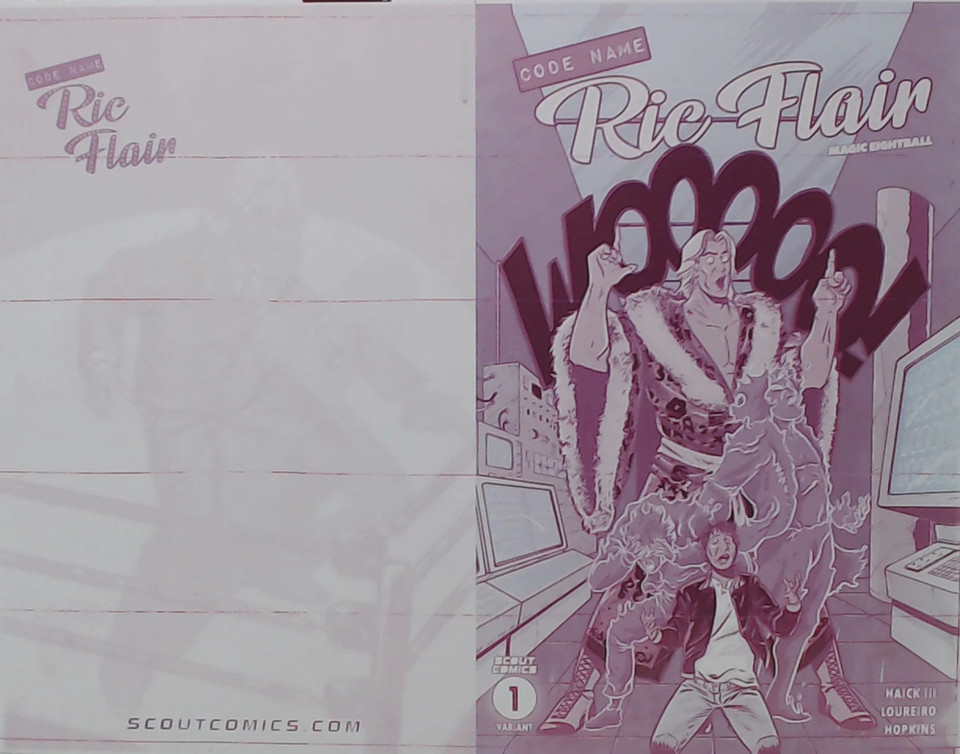 CODE NAME
Ric
Flair
SCOUTCOMICS.COM
CODE NAME
Ric Flair
MAGIC EIGHTBALL
WOOOOO!
SCOUT
COMICS
1
VARIANT
HAICK III
LOUREIRO
HOPKINS